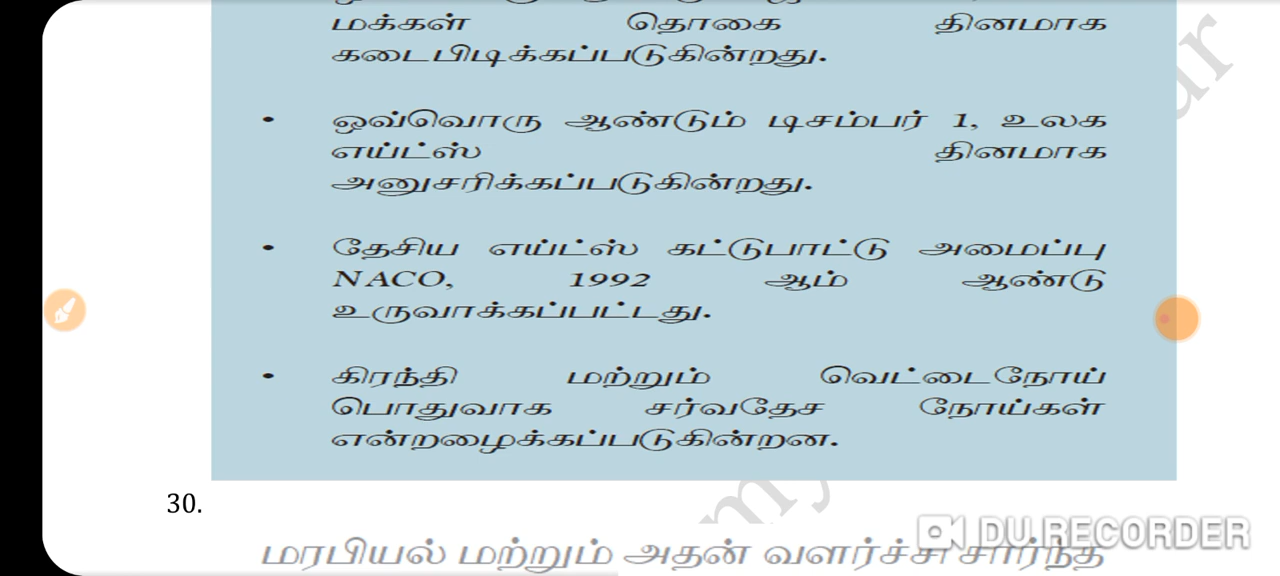 மக்கள் தொகை தினமாக
கடைபிடிக்கப்படுகின்றது.
• ஒவ்வொரு ஆண்டும் டிசம்பர் 1, உலக
எய்ட்ஸ் தினமாக
அனுசரிக்கப்படுகின்றது.
• தேசிய எய்ட்ஸ் கட்டுபாட்டு அமைப்பு
NACO, 1992 ஆம் ஆண்டு
உருவாக்கப்பட்டது.
• கிரந்தி மற்றும் வெட்டைநோய்
பொதுவாக சர்வதேச நோய்கள்
என்றழைக்கப்படுகின்றன.
30.
மரபியல் மற்றும் அதன் வளர்ச்சி சார்ந்த
DU RECORDER